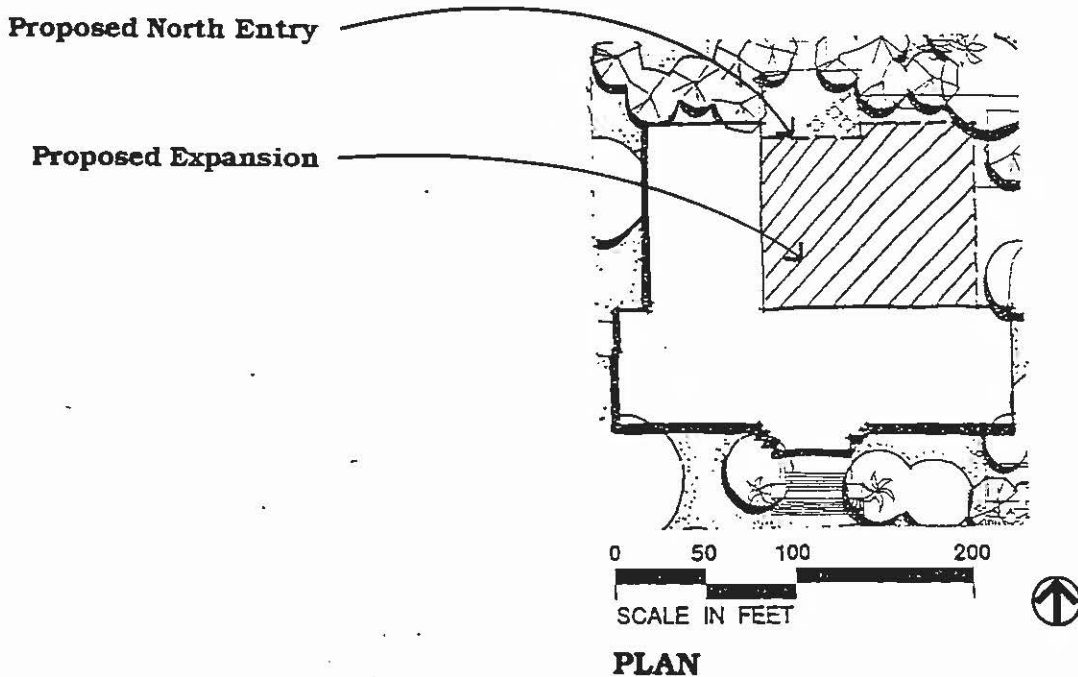 Proposed North Entry
Proposed Expansion
0 50 100 200
SCALE IN FEET
PLAN